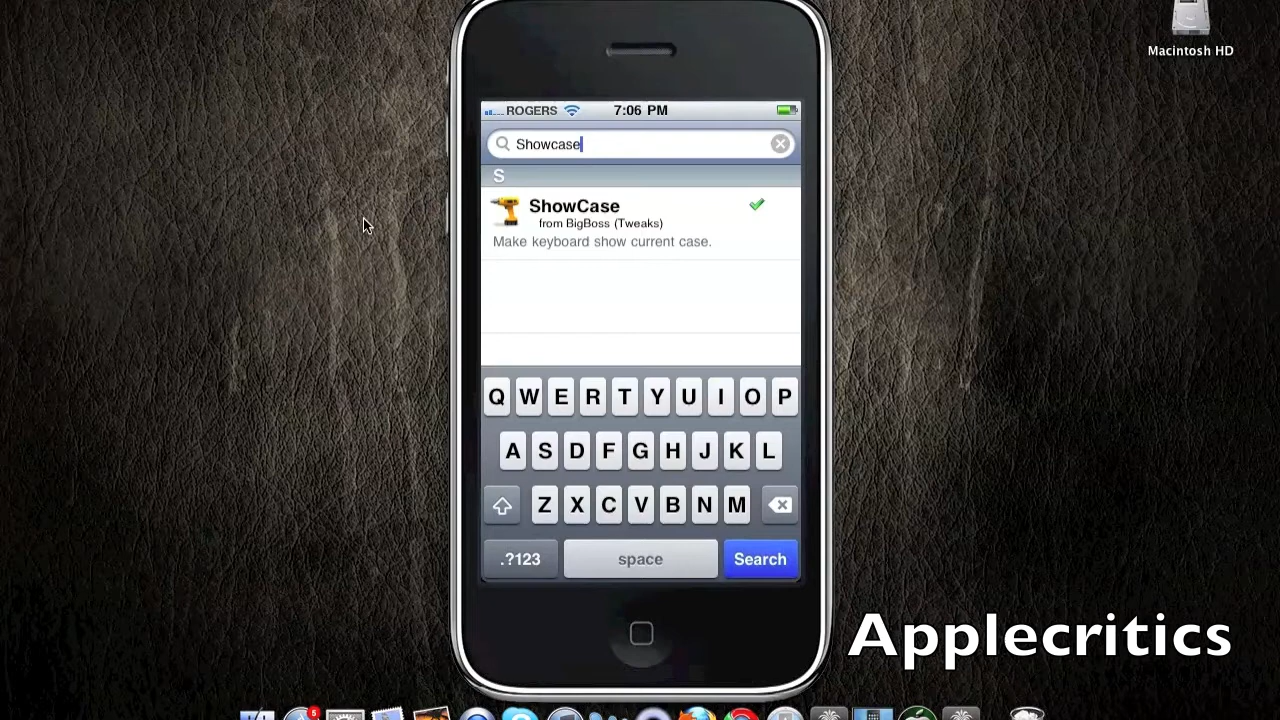 Macintosh HD
ROGERS 7:06 PM
Showcase
S
ShowCase
from BigBoss (Tweaks)
Make keyboard show current case.
Q W E R T Y U I O P
A S D F G H J K L
Z X C V B N M
.?123 space Search
Applecritics
5